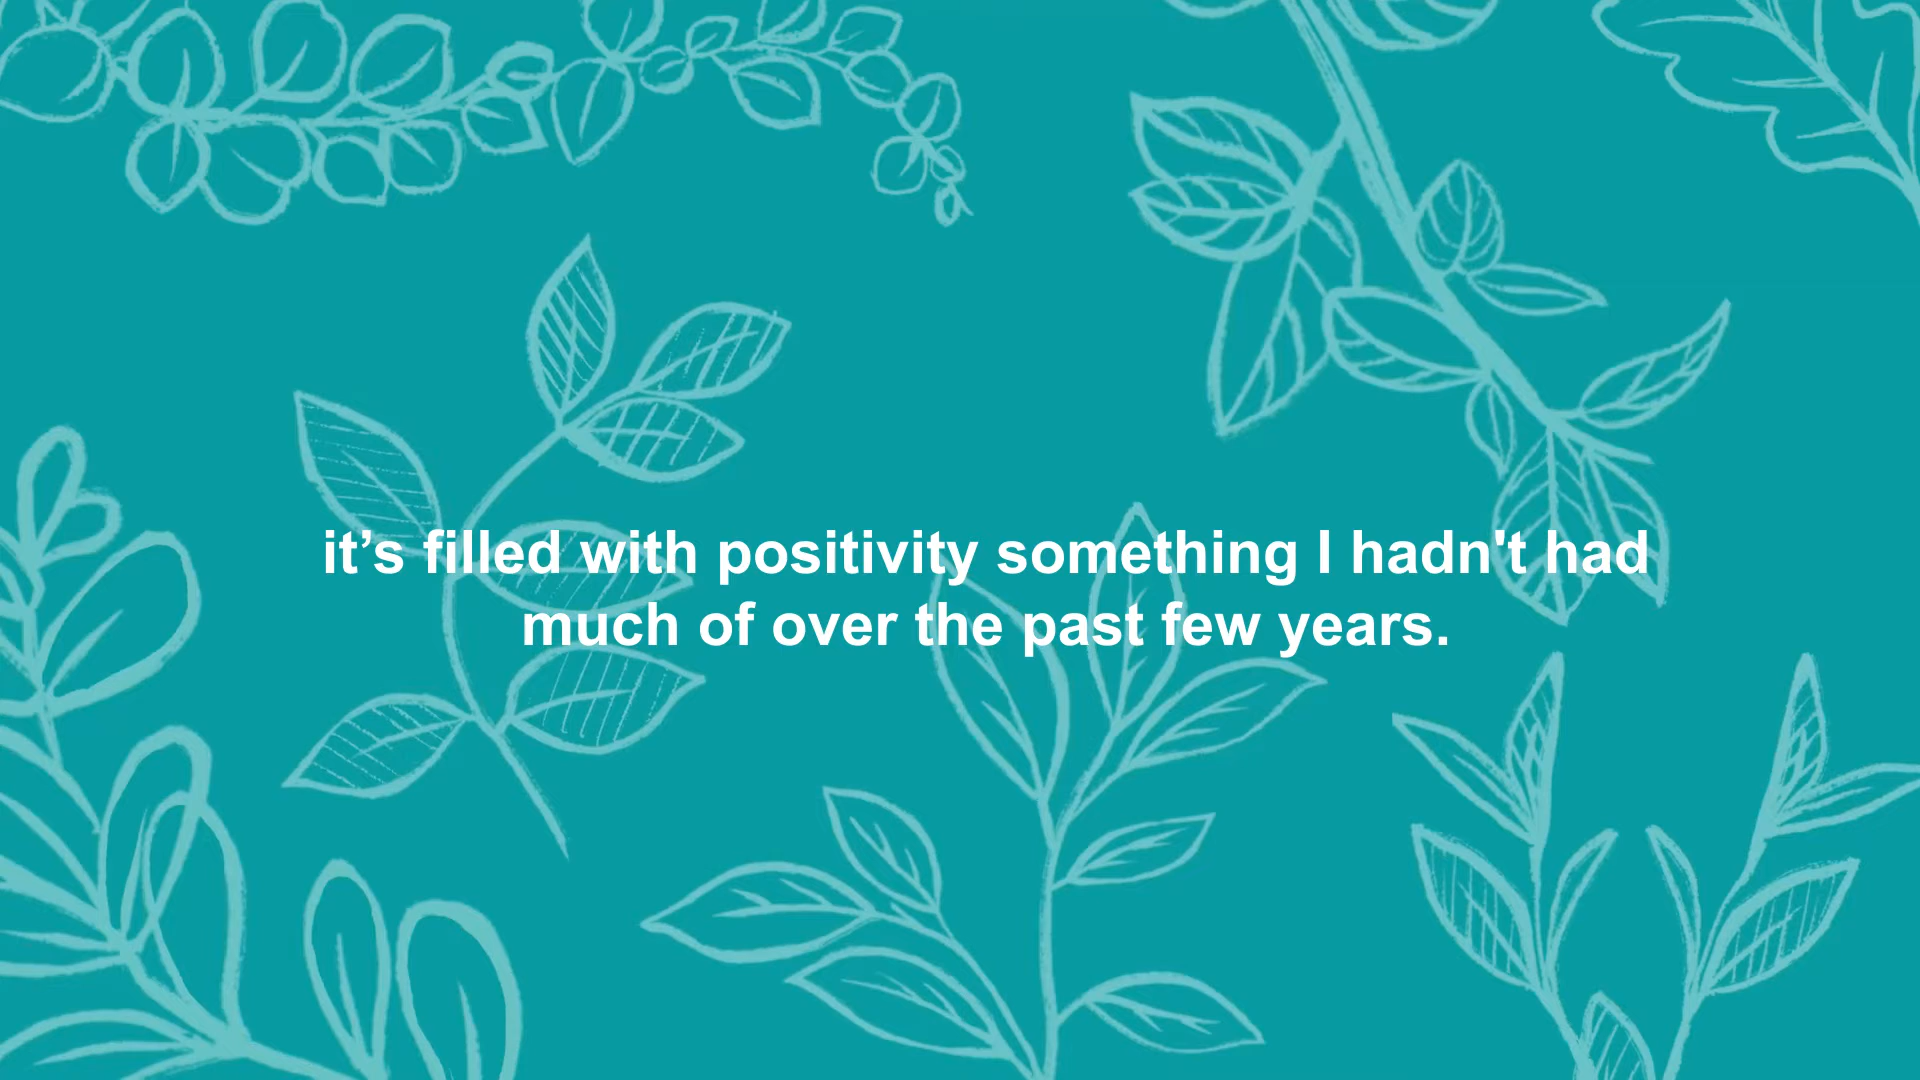 it’s filled with positivity something I hadn't had
much of over the past few years.